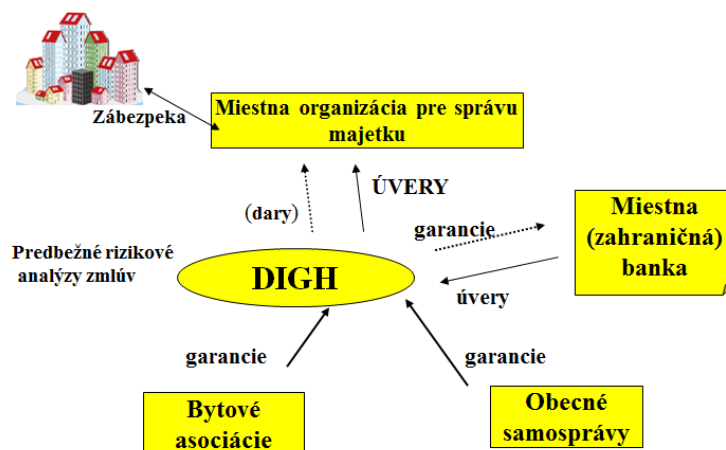 Zábezpeka
Miestna organizácia pre správu
majetku
(dary)
ÚVERY
garancie
Miestna
(zahraničná)
banka
Predbežné rizikové
analýzy zmlúv
DIGH
úvery
garancie
garancie
Bytové
asociácie
Obecné
samosprávy